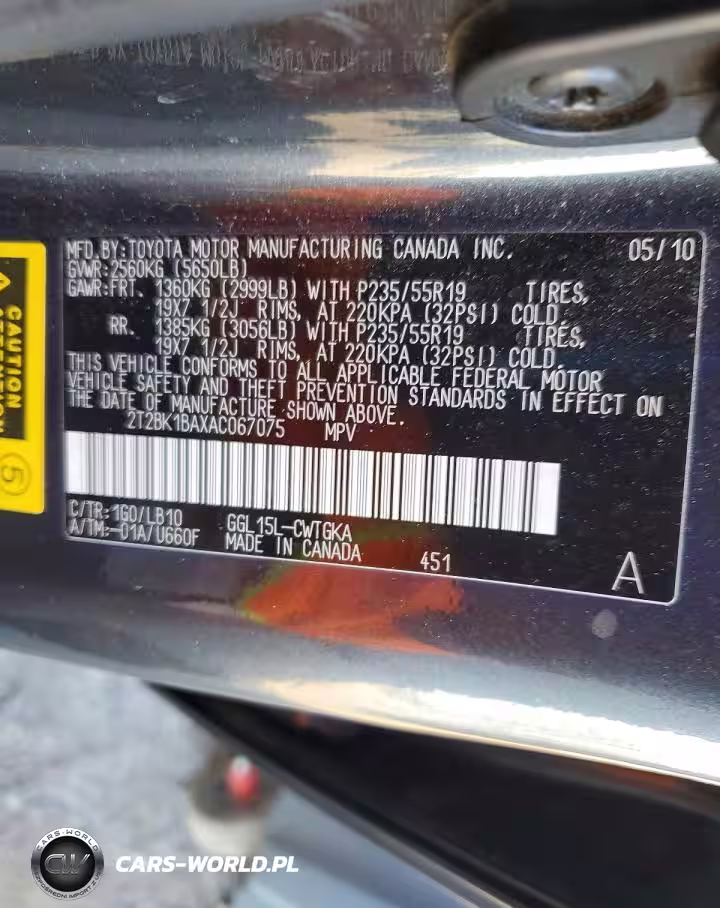 MFD.BY:TOYOTA MOTOR MANUFACTURING CANADA INC. 05/10
GVWR:2560KG (5650LB)
GAWR:FRT. 1360KG (2999LB) WITH P235/55R19 TIRES,
19X7 1/2J RIMS, AT 220KPA (32PSI) COLD.
RR. 1385KG (3056LB) WITH P235/55R19 TIRES,
19X7 1/2J RIMS, AT 220KPA (32PSI) COLD.
THIS VEHICLE CONFORMS TO ALL APPLICABLE FEDERAL MOTOR
VEHICLE SAFETY AND THEFT PREVENTION STANDARDS IN EFFECT ON
THE DATE OF MANUFACTURE SHOWN ABOVE.
2T2BK1BAXAC067075 MPV
C/TR:1G0/LB10 GGL15L-CWTGKA
A/TM:-01A/U660F MADE IN CANADA 451
A
CAUTION
5
CARS-WORLD
CW
CARS-WORLD.PL